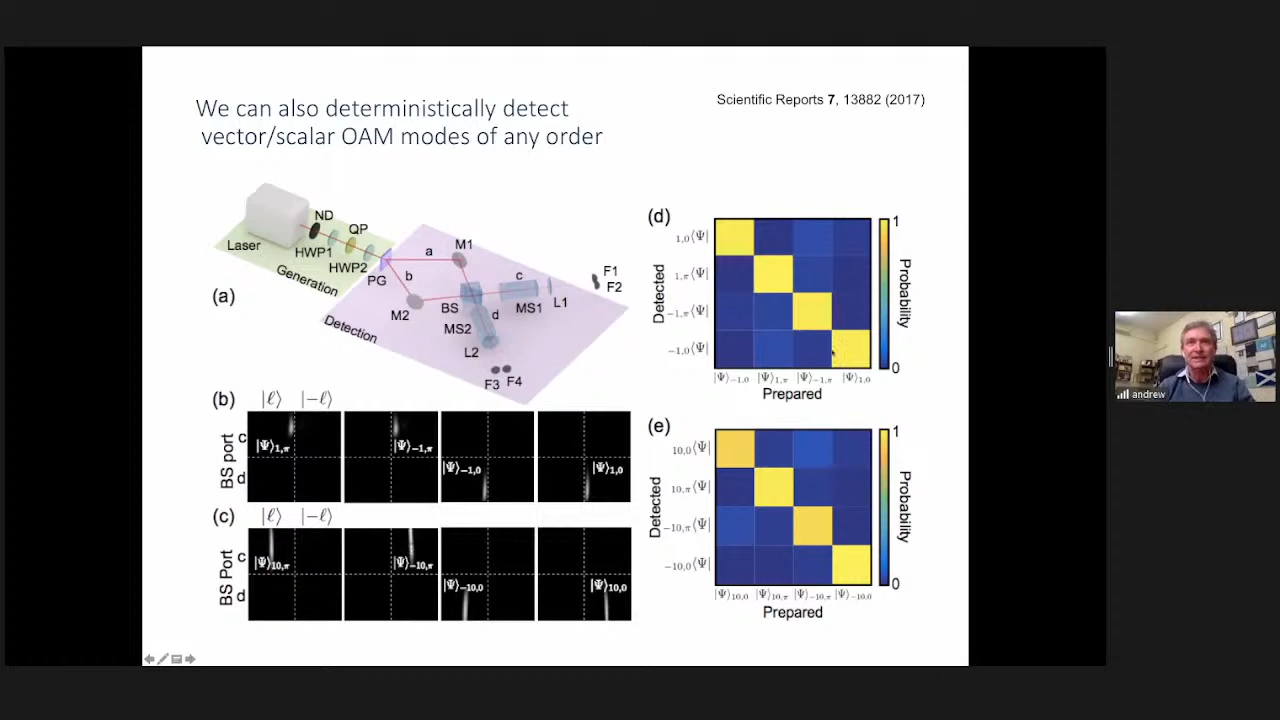 We can also deterministically detect
vector/scalar OAM modes of any order
Scientific Reports 7, 13882 (2017)
(a)
Laser
ND
HWP1
QP
HWP2
Generation
PG
a
b
M1
M2
BS
c
d
MS1
MS2
L1
L2
F1
F2
F3 F4
Detection
(b)
|ℓ⟩ |−ℓ⟩
BS port
c
d
|Ψ⟩1,π
|Ψ⟩−1,π
|Ψ⟩−1,0
|Ψ⟩1,0
(c)
|ℓ⟩ |−ℓ⟩
BS Port
c
d
|Ψ⟩10,π
|Ψ⟩−10,π
|Ψ⟩−10,0
|Ψ⟩10,0
(d)
Detected
1,0⟨Ψ|
1,π⟨Ψ|
−1,π⟨Ψ|
−1,0⟨Ψ|
|Ψ⟩−1,0 |Ψ⟩1,π |Ψ⟩−1,π |Ψ⟩1,0
Prepared
1
0
Probability
(e)
Detected
10,0⟨Ψ|
10,π⟨Ψ|
−10,π⟨Ψ|
−10,0⟨Ψ|
|Ψ⟩10,0 |Ψ⟩10,π |Ψ⟩−10,π |Ψ⟩−10,0
Prepared
1
0
Probability
andrew